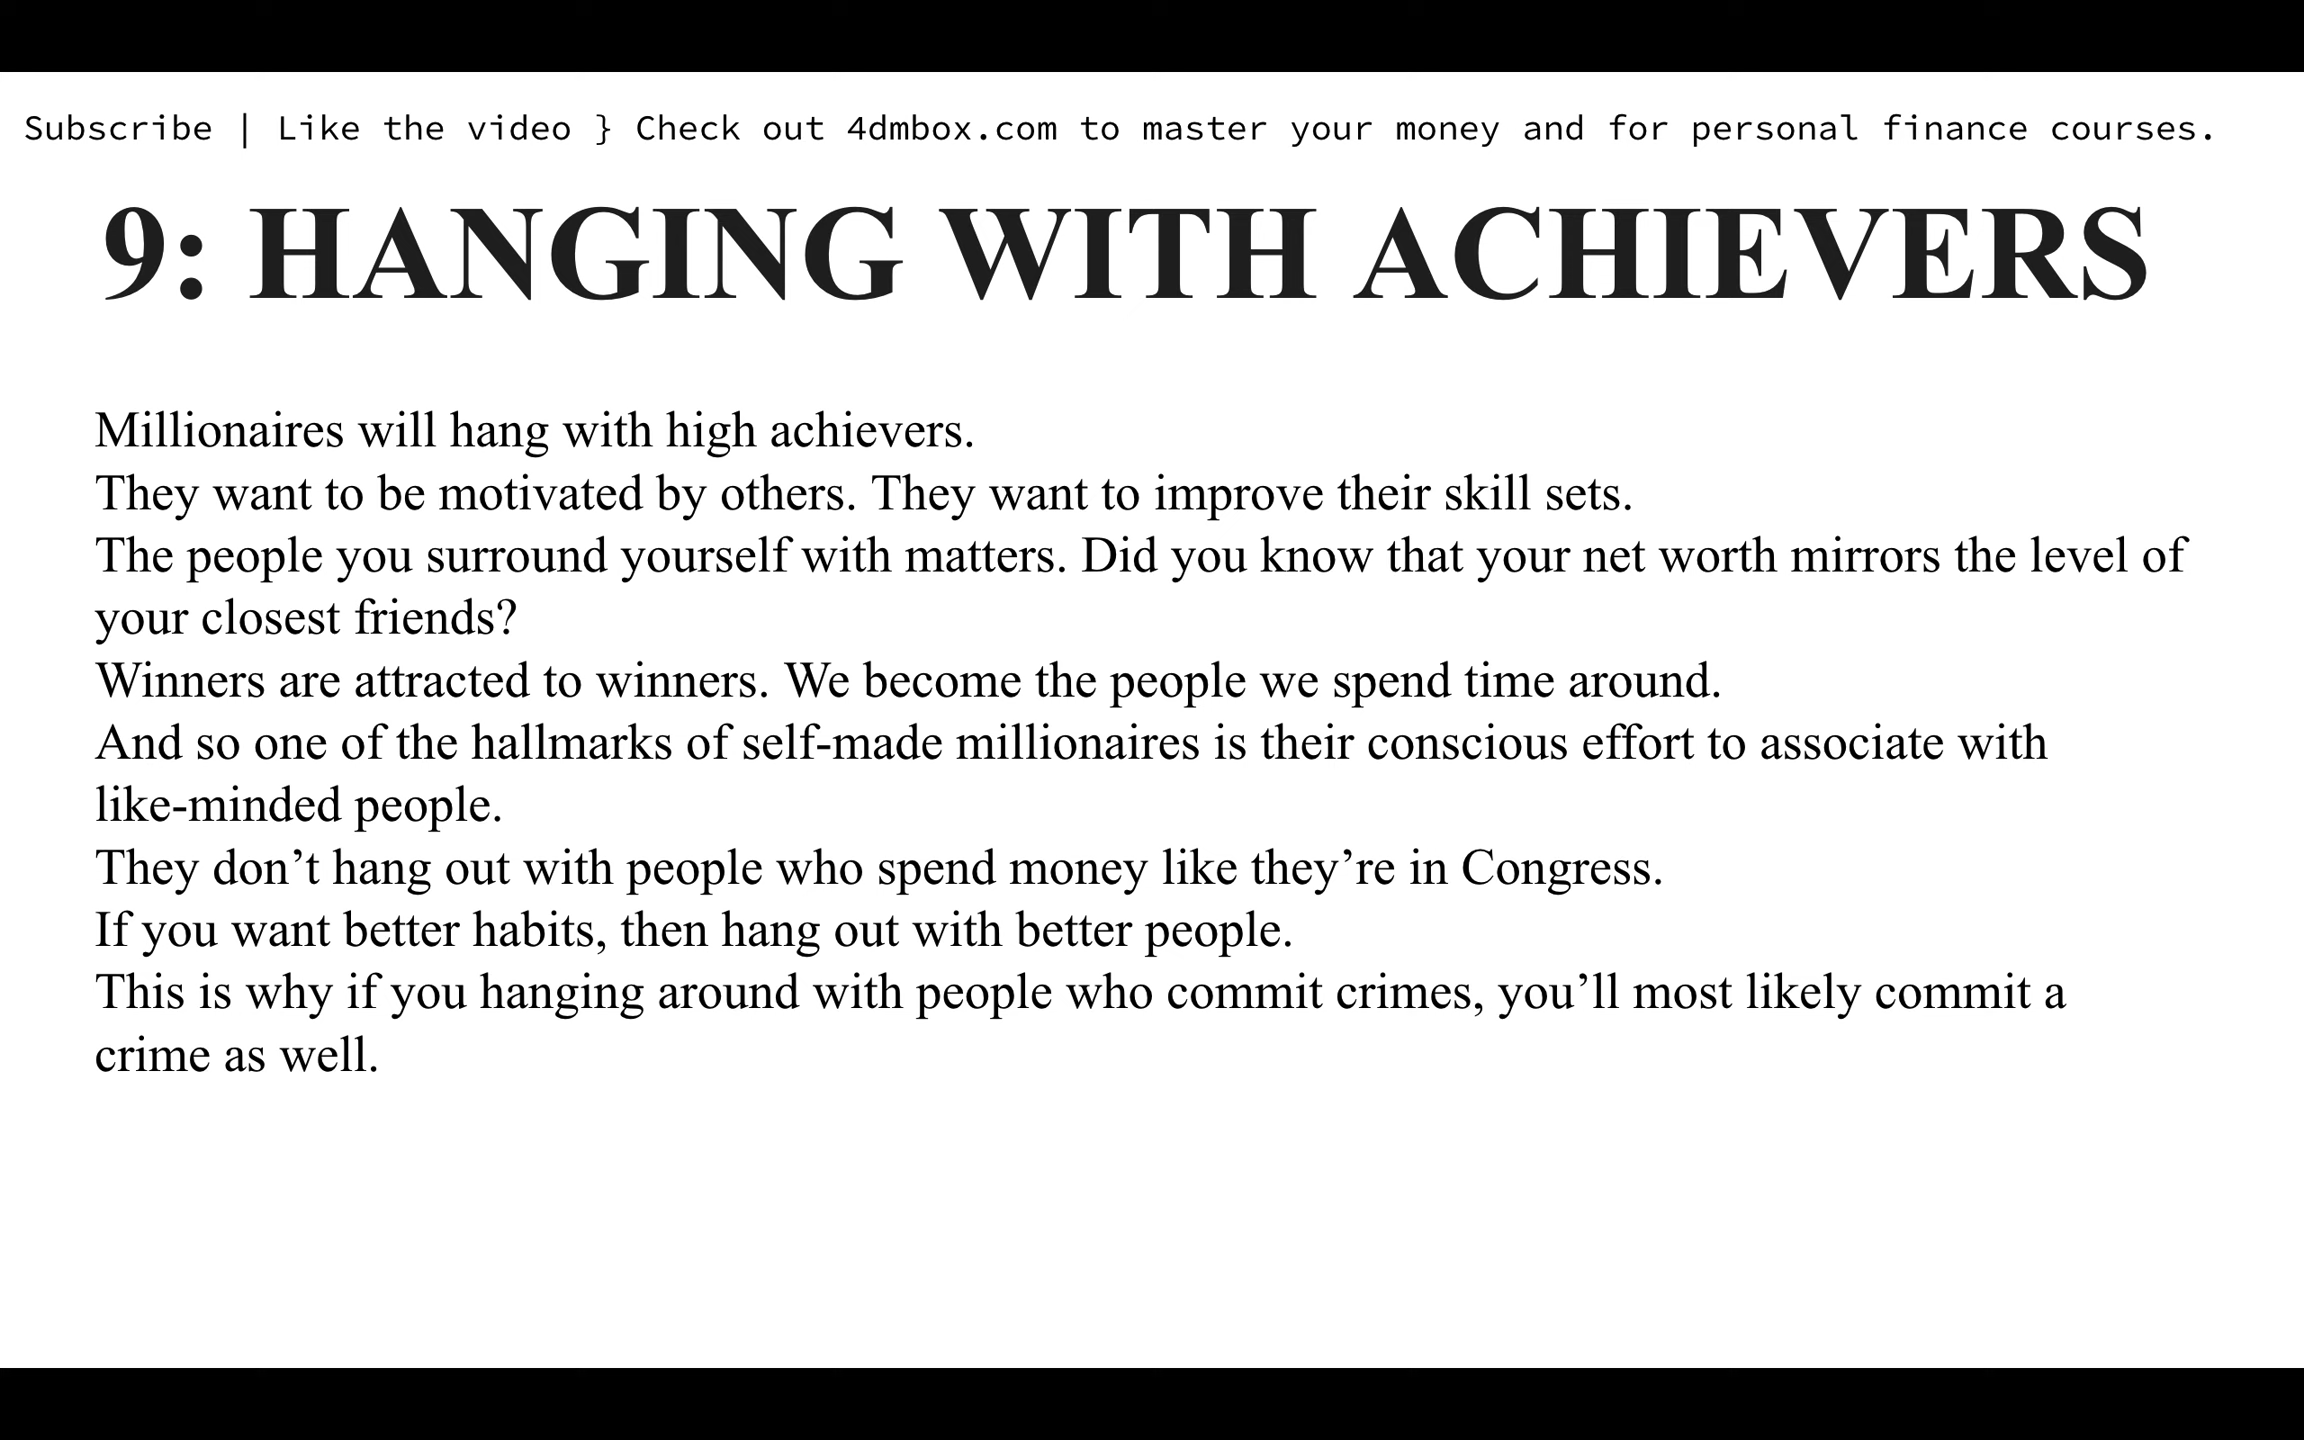 Subscribe | Like the video } Check out 4dmbox.com to master your money and for personal finance courses.
9: HANGING WITH ACHIEVERS
Millionaires will hang with high achievers.
They want to be motivated by others. They want to improve their skill sets.
The people you surround yourself with matters. Did you know that your net worth mirrors the level of
your closest friends?
Winners are attracted to winners. We become the people we spend time around.
And so one of the hallmarks of self-made millionaires is their conscious effort to associate with
like-minded people.
They don’t hang out with people who spend money like they’re in Congress.
If you want better habits, then hang out with better people.
This is why if you hanging around with people who commit crimes, you’ll most likely commit a
crime as well.